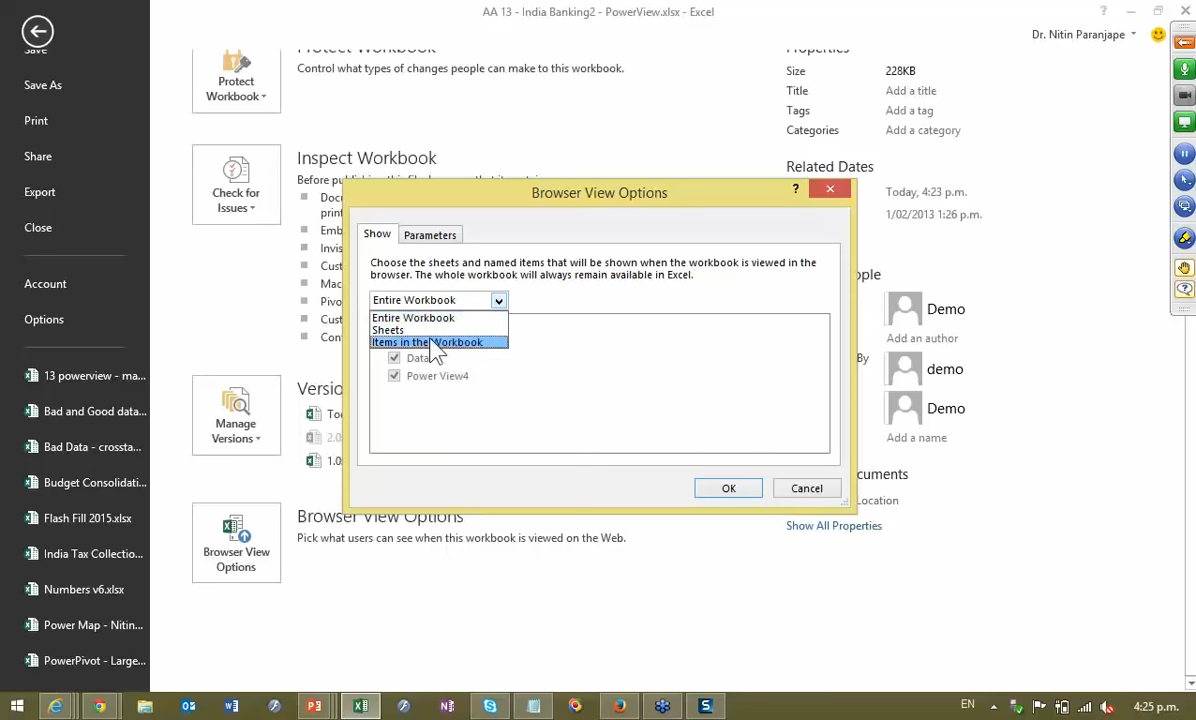 AA 13 - India Banking2 - PowerView.xlsx - Excel
?
Dr. Nitin Paranjape
Save
Save As
Print
Share
Export
Close
Account
Options
13 powerview - ma...
Bad and Good data...
Bad Data - crossta...
Budget Consolidati...
Flash Fill 2015.xlsx
India Tax Collectio...
Numbers v6.xlsx
Power Map - Nitin...
PowerPivot - Large...
Protect Workbook
Control what types of changes people can make to this workbook.
Protect
Workbook
Inspect Workbook
Check for
Issues
Manage
Versions
Browser View
Options
Browser View Options
Pick what users can see when this workbook is viewed on the Web.
Properties
Size 228KB
Title Add a title
Tags Add a tag
Categories Add a category
Related Dates
Today, 4:23 p.m.
1/02/2013 1:26 p.m.
Demo
Add an author
By demo
Demo
Add a name
Show All Properties
Browser View Options
?
Show
Parameters
Choose the sheets and named items that will be shown when the workbook is viewed in the
browser. The whole workbook will always remain available in Excel.
Entire Workbook
Entire Workbook
Sheets
Items in the Workbook
Data
Power View4
OK
Cancel
EN
4:25 p.m.